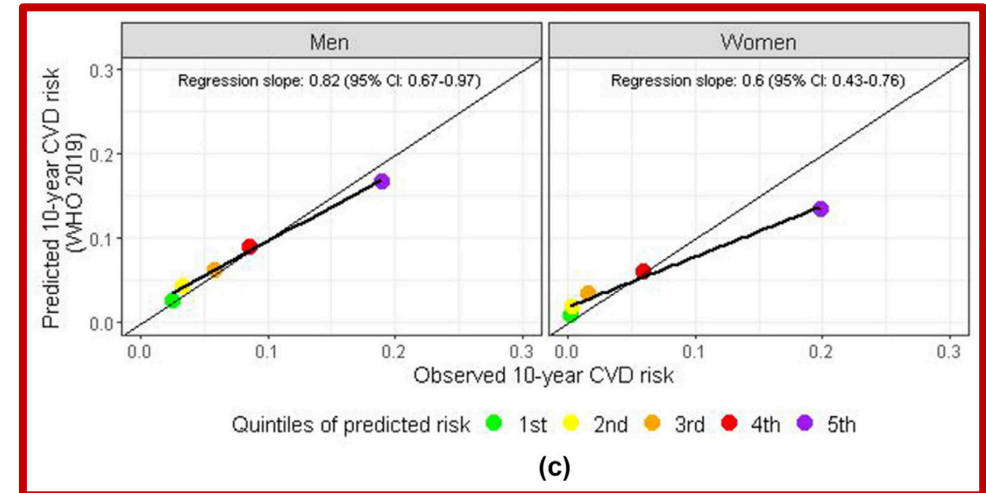 Men
Women
Regression slope: 0.82 (95% CI: 0.67-0.97)
Regression slope: 0.6 (95% CI: 0.43-0.76)
Predicted 10-year CVD risk
(WHO 2019)
0.3
0.2
0.1
0.0
0.0 0.1 0.2 0.3
0.0 0.1 0.2 0.3
Observed 10-year CVD risk
Quintiles of predicted risk 1st 2nd 3rd 4th 5th
(c)